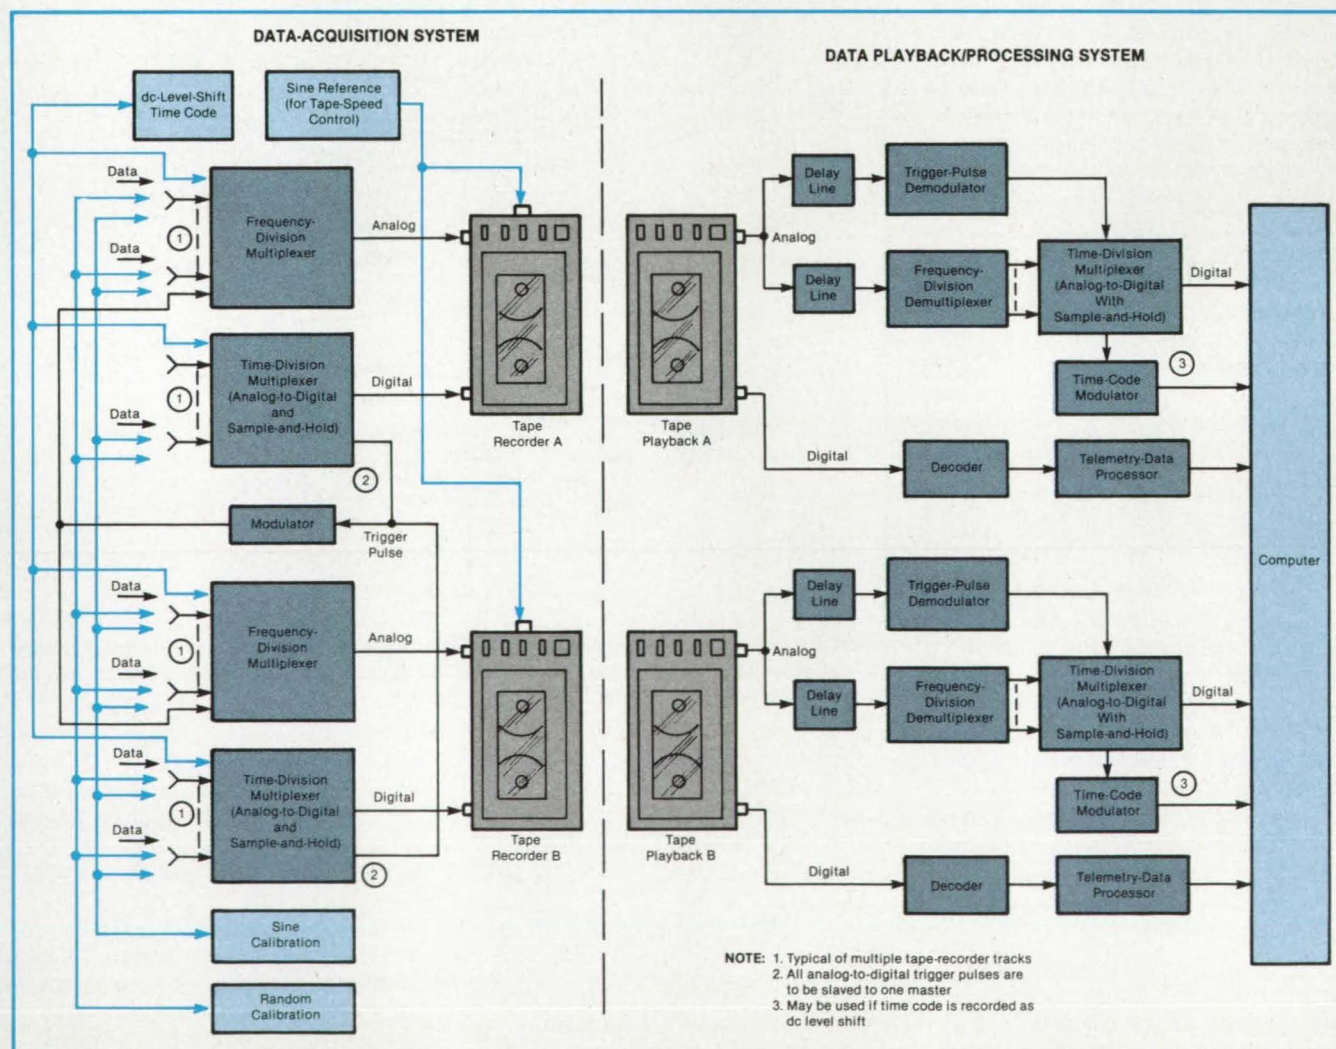 DATA-ACQUISITION SYSTEM
dc-Level-Shift
Time Code
Sine Reference
(for Tape-Speed
Control)
Data
1
Data
Frequency-
Division
Multiplexer
Analog
Data
1
Data
Time-Division
Multiplexer
(Analog-to-Digital
and
Sample-and-Hold)
Digital
Tape
Recorder A
2
Modulator
Trigger
Pulse
Data
1
Data
Frequency-
Division
Multiplexer
Analog
Data
1
Data
Time-Division
Multiplexer
(Analog-to-Digital
and
Sample-and-Hold)
Digital
Tape
Recorder B
2
Sine
Calibration
Random
Calibration
DATA PLAYBACK/PROCESSING SYSTEM
Analog
Delay
Line
Trigger-Pulse
Demodulator
Delay
Line
Frequency-
Division
Demultiplexer
Time-Division
Multiplexer
(Analog-to-Digital
With
Sample-and-Hold)
Digital
3
Time-Code
Modulator
Tape
Playback A
Digital
Decoder
Telemetry-Data
Processor
Computer
Analog
Delay
Line
Trigger-Pulse
Demodulator
Delay
Line
Frequency-
Division
Demultiplexer
Time-Division
Multiplexer
(Analog-to-Digital
With
Sample-and-Hold)
Digital
3
Time-Code
Modulator
Tape
Playback B
Digital
Decoder
Telemetry-Data
Processor
NOTE: 1. Typical of multiple tape-recorder tracks
2. All analog-to-digital trigger pulses are
to be slaved to one master
3. May be used if time code is recorded as
dc level shift